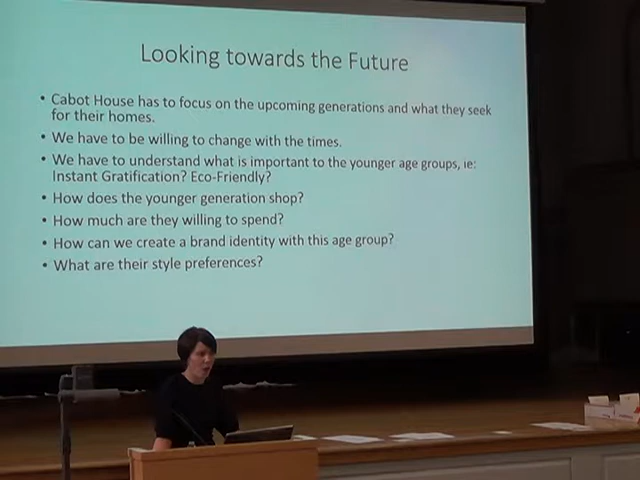 Looking towards the Future
• Cabot House has to focus on the upcoming generations and what they seek
for their homes.
• We have to be willing to change with the times.
• We have to understand what is important to the younger age groups, ie:
Instant Gratification? Eco-Friendly?
• How does the younger generation shop?
• How much are they willing to spend?
• How can we create a brand identity with this age group?
• What are their style preferences?